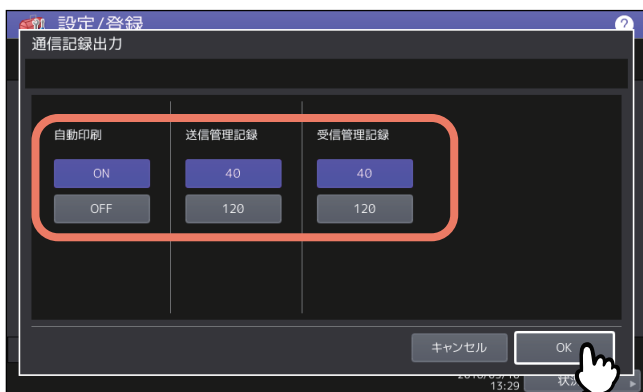 設定/登録
?
通信記録出力
自動印刷 送信管理記録 受信管理記録
ON 40 40
OFF 120 120
キャンセル OK
13:29